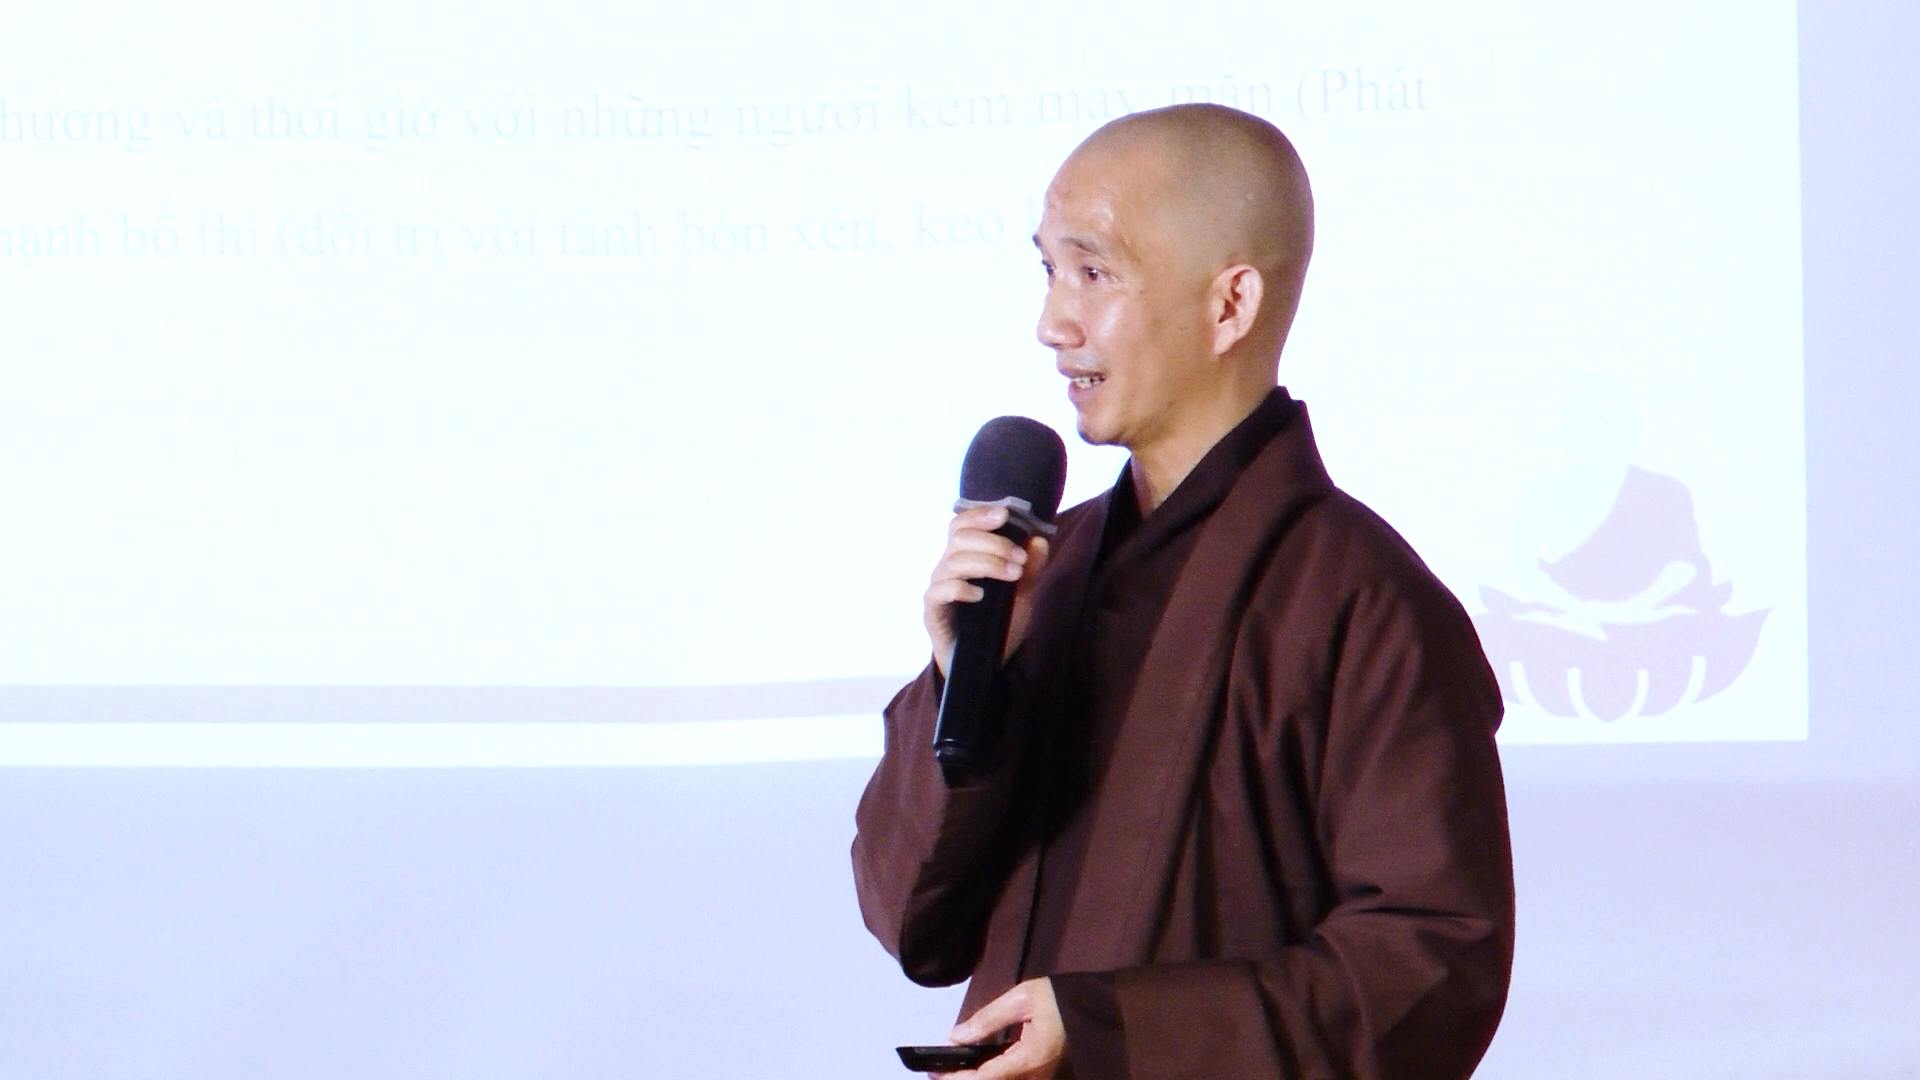 hương và thời giờ với những người kém may mắn (Phát
hạnh bố thí (đối trị với tánh bỏn xẻn, keo